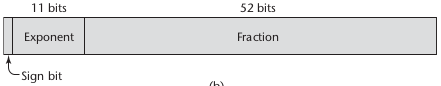 11 bits 52 bits
Exponent Fraction
Sign bit
(b)